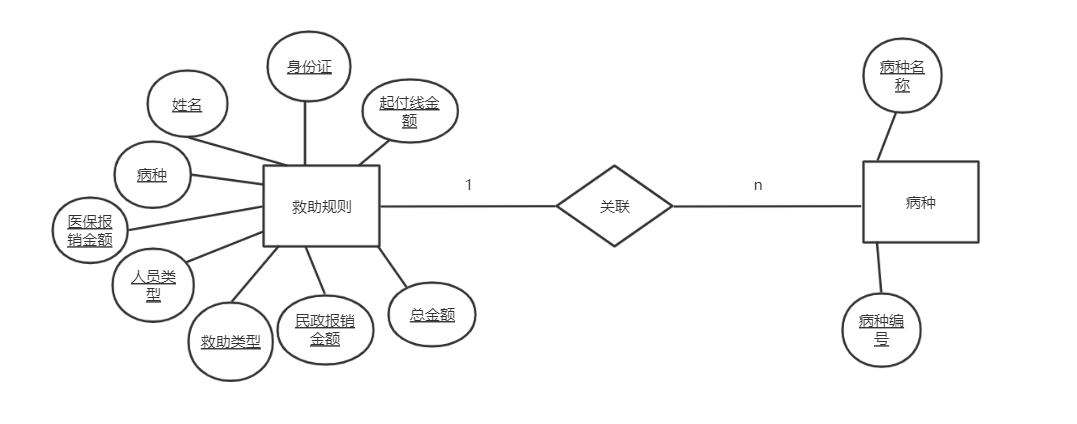 身份证
姓名
起付线金
额
病种
医保报
销金额
人员类
型
救助类型
民政报销
金额
总金额
救助规则
1
关联
n
病种名
称
病种
病种编
号